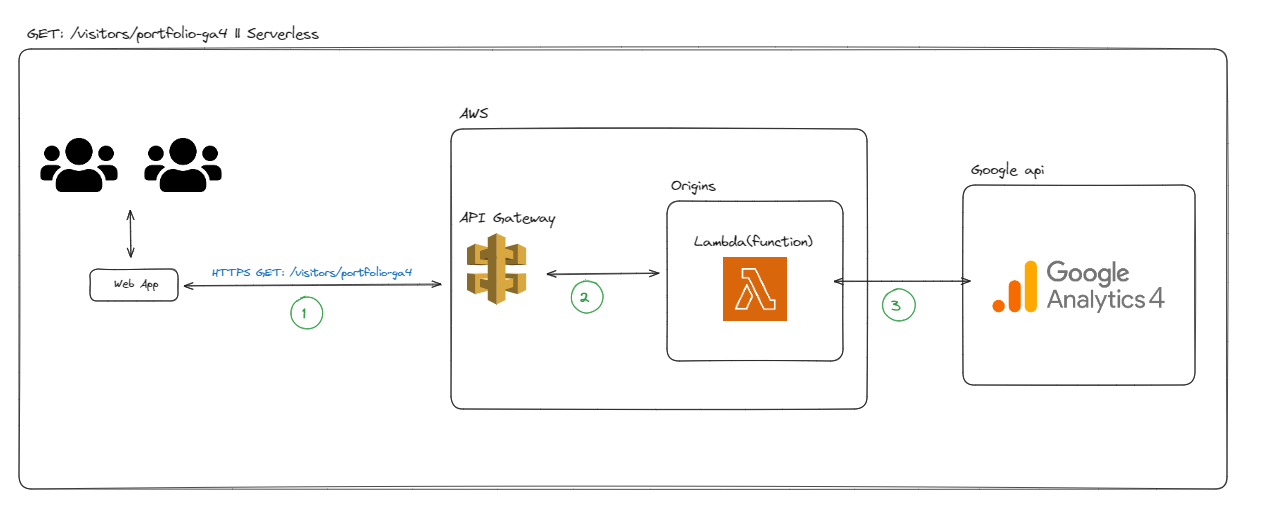 GET: /visitors/portfolio-ga4 || Serverless
AWS
Google api
Origins
API Gateway
Lambda(function)
HTTPS GET: /visitors/portfolio-ga4
Web App
1
2
3
Google
Analytics 4